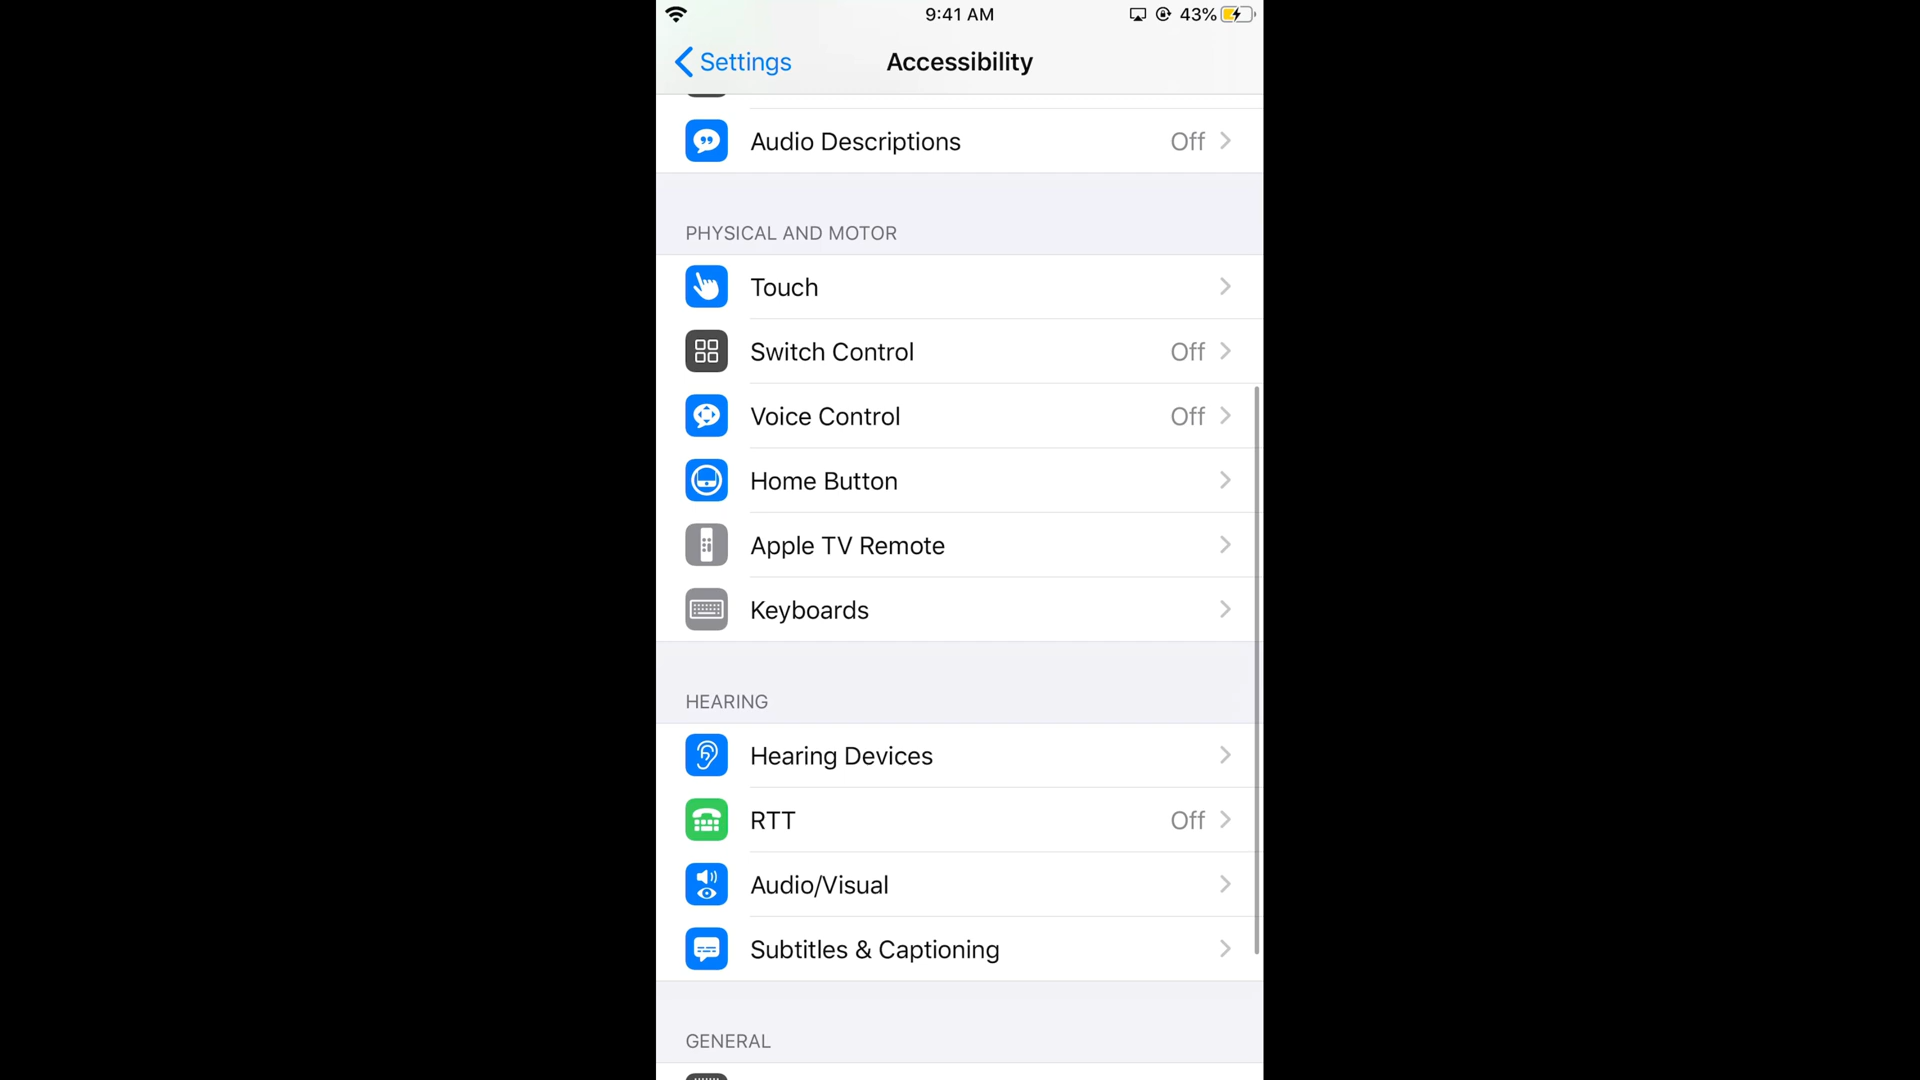 9:41 AM
43%
Settings
Accessibility
Audio Descriptions Off
PHYSICAL AND MOTOR
Touch
Switch Control Off
Voice Control Off
Home Button
Apple TV Remote
Keyboards
HEARING
Hearing Devices
RTT Off
Audio/Visual
Subtitles & Captioning
GENERAL